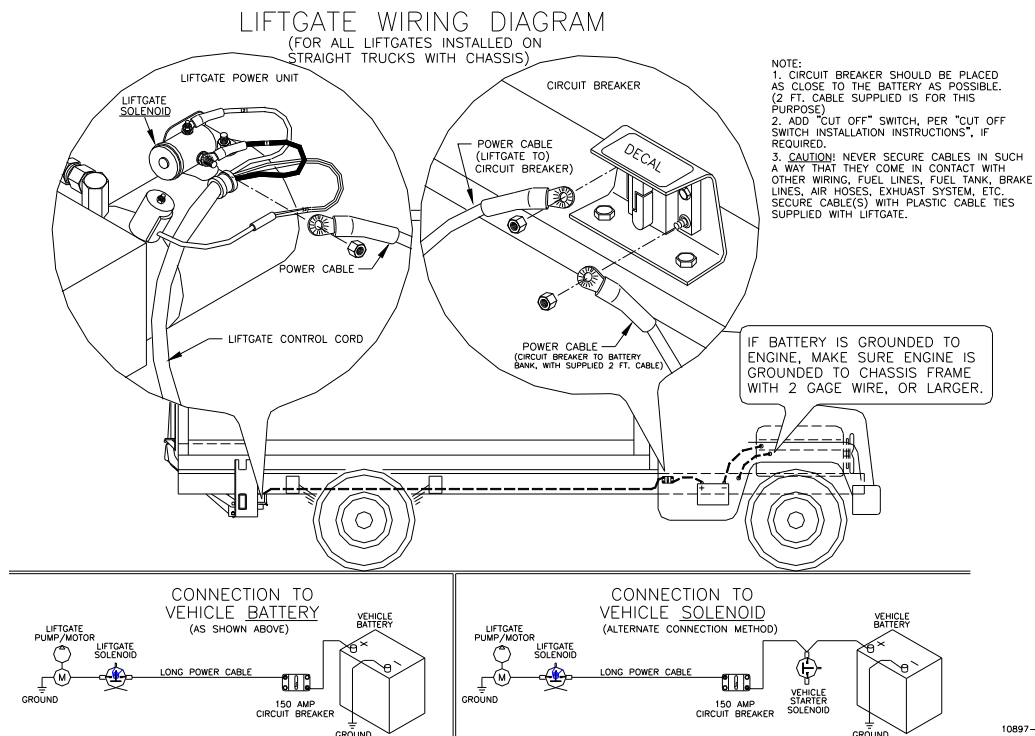 LIFTGATE WIRING DIAGRAM
(FOR ALL LIFTGATES INSTALLED ON
STRAIGHT TRUCKS WITH CHASSIS)
LIFTGATE POWER UNIT
LIFTGATE
SOLENOID
POWER CABLE
LIFTGATE CONTROL CORD
CIRCUIT BREAKER
POWER CABLE
(LIFTGATE TO)
CIRCUIT BREAKER)
DECAL
POWER CABLE
(CIRCUIT BREAKER TO BATTERY
BANK, WITH SUPPLIED 2 FT. CABLE)
NOTE:
1. CIRCUIT BREAKER SHOULD BE PLACED
AS CLOSE TO THE BATTERY AS POSSIBLE.
(2 FT. CABLE SUPPLIED IS FOR THIS
PURPOSE)
2. ADD "CUT OFF" SWITCH, PER "CUT OFF
SWITCH INSTALLATION INSTRUCTIONS", IF
REQUIRED.
3. CAUTION! NEVER SECURE CABLES IN SUCH
A WAY THAT THEY COME IN CONTACT WITH
OTHER WIRING, FUEL LINES, FUEL TANK, BRAKE
LINES, AIR HOSES, EXHUAST SYSTEM, ETC.
SECURE CABLE(S) WITH PLASTIC CABLE TIES
SUPPLIED WITH LIFTGATE.
IF BATTERY IS GROUNDED TO
ENGINE, MAKE SURE ENGINE IS
GROUNDED TO CHASSIS FRAME
WITH 2 GAGE WIRE, OR LARGER.
CONNECTION TO
VEHICLE BATTERY
(AS SHOWN ABOVE)
LIFTGATE
PUMP/MOTOR
LIFTGATE
SOLENOID
M
GROUND
LONG POWER CABLE
150 AMP
CIRCUIT BREAKER
VEHICLE
BATTERY
+
-
GROUND
CONNECTION TO
VEHICLE SOLENOID
(ALTERNATE CONNECTION METHOD)
LIFTGATE
PUMP/MOTOR
LIFTGATE
SOLENOID
M
GROUND
LONG POWER CABLE
150 AMP
CIRCUIT BREAKER
VEHICLE
STARTER
SOLENOID
VEHICLE
BATTERY
+
-
GROUND
10897-